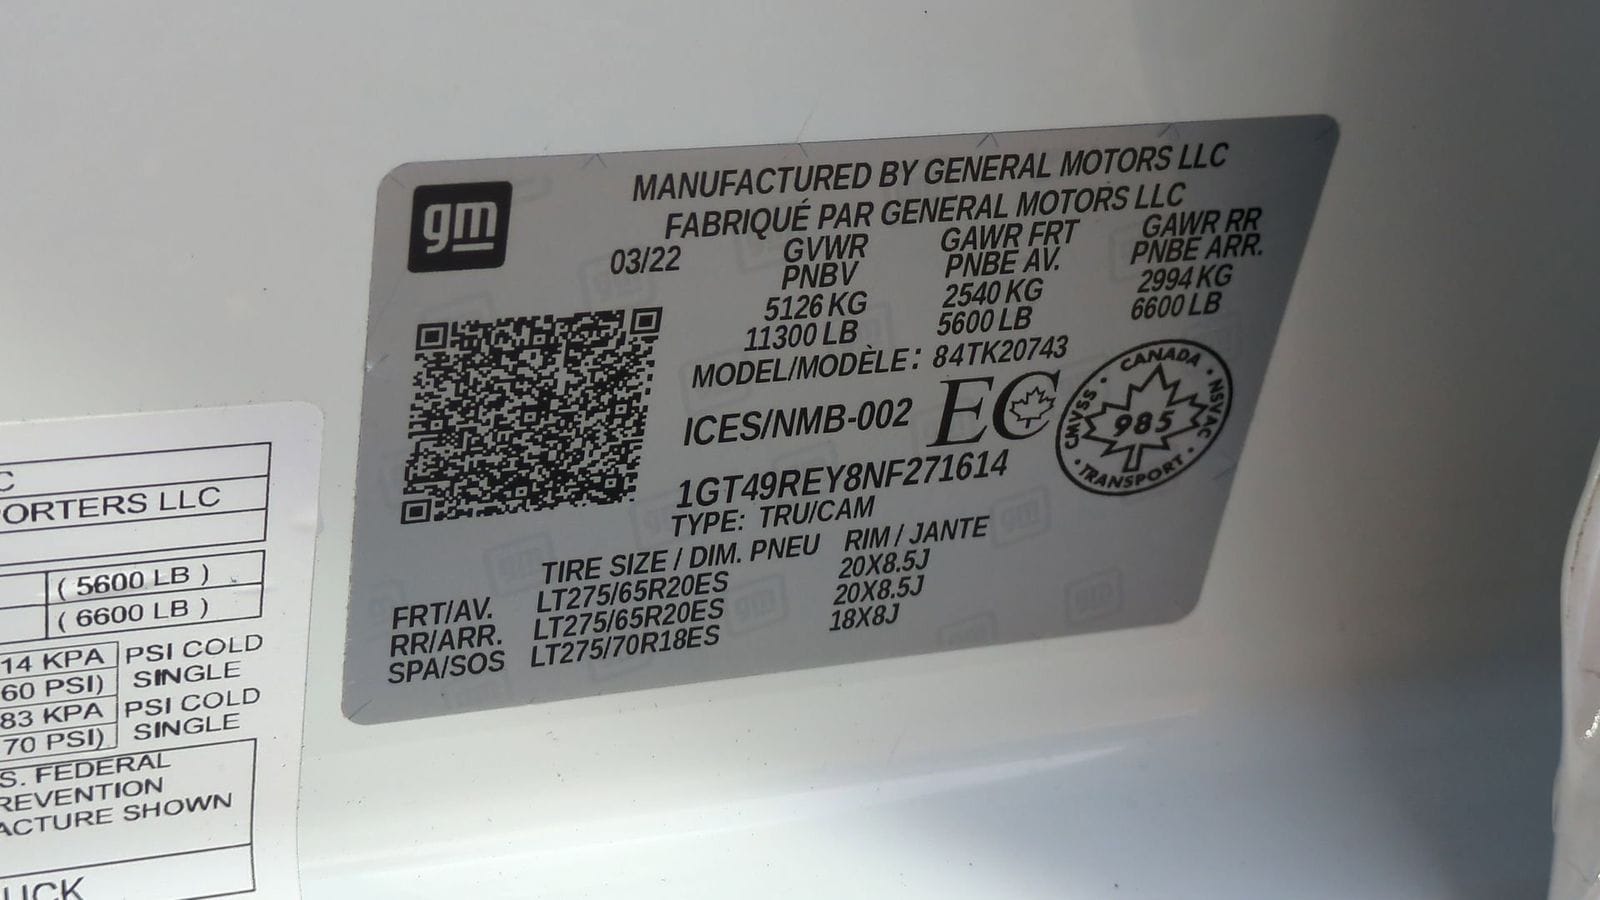 gm
MANUFACTURED BY GENERAL MOTORS LLC
FABRIQUÉ PAR GENERAL MOTORS LLC
03/22
GVWR GAWR FRT GAWR RR
PNBV PNBE AV. PNBE ARR.
5126 KG 2540 KG 2994 KG
11300 LB 5600 LB 6600 LB
MODEL/MODÈLE: 84TK20743
ICES/NMB-002 EC
CANADA · NSVAC · TRANSPORT · CMVSS ·
985
1GT49REY8NF271614
TYPE: TRU/CAM
TIRE SIZE / DIM. PNEU RIM / JANTE
FRT/AV. LT275/65R20ES 20X8.5J
RR/ARR. LT275/65R20ES 20X8.5J
SPA/SOS LT275/70R18ES 18X8J
C
ORTERS LLC
( 5600 LB )
( 6600 LB )
14 KPA PSI COLD
60 PSI) SINGLE
83 KPA PSI COLD
70 PSI) SINGLE
S. FEDERAL
REVENTION
ACTURE SHOWN
UCK